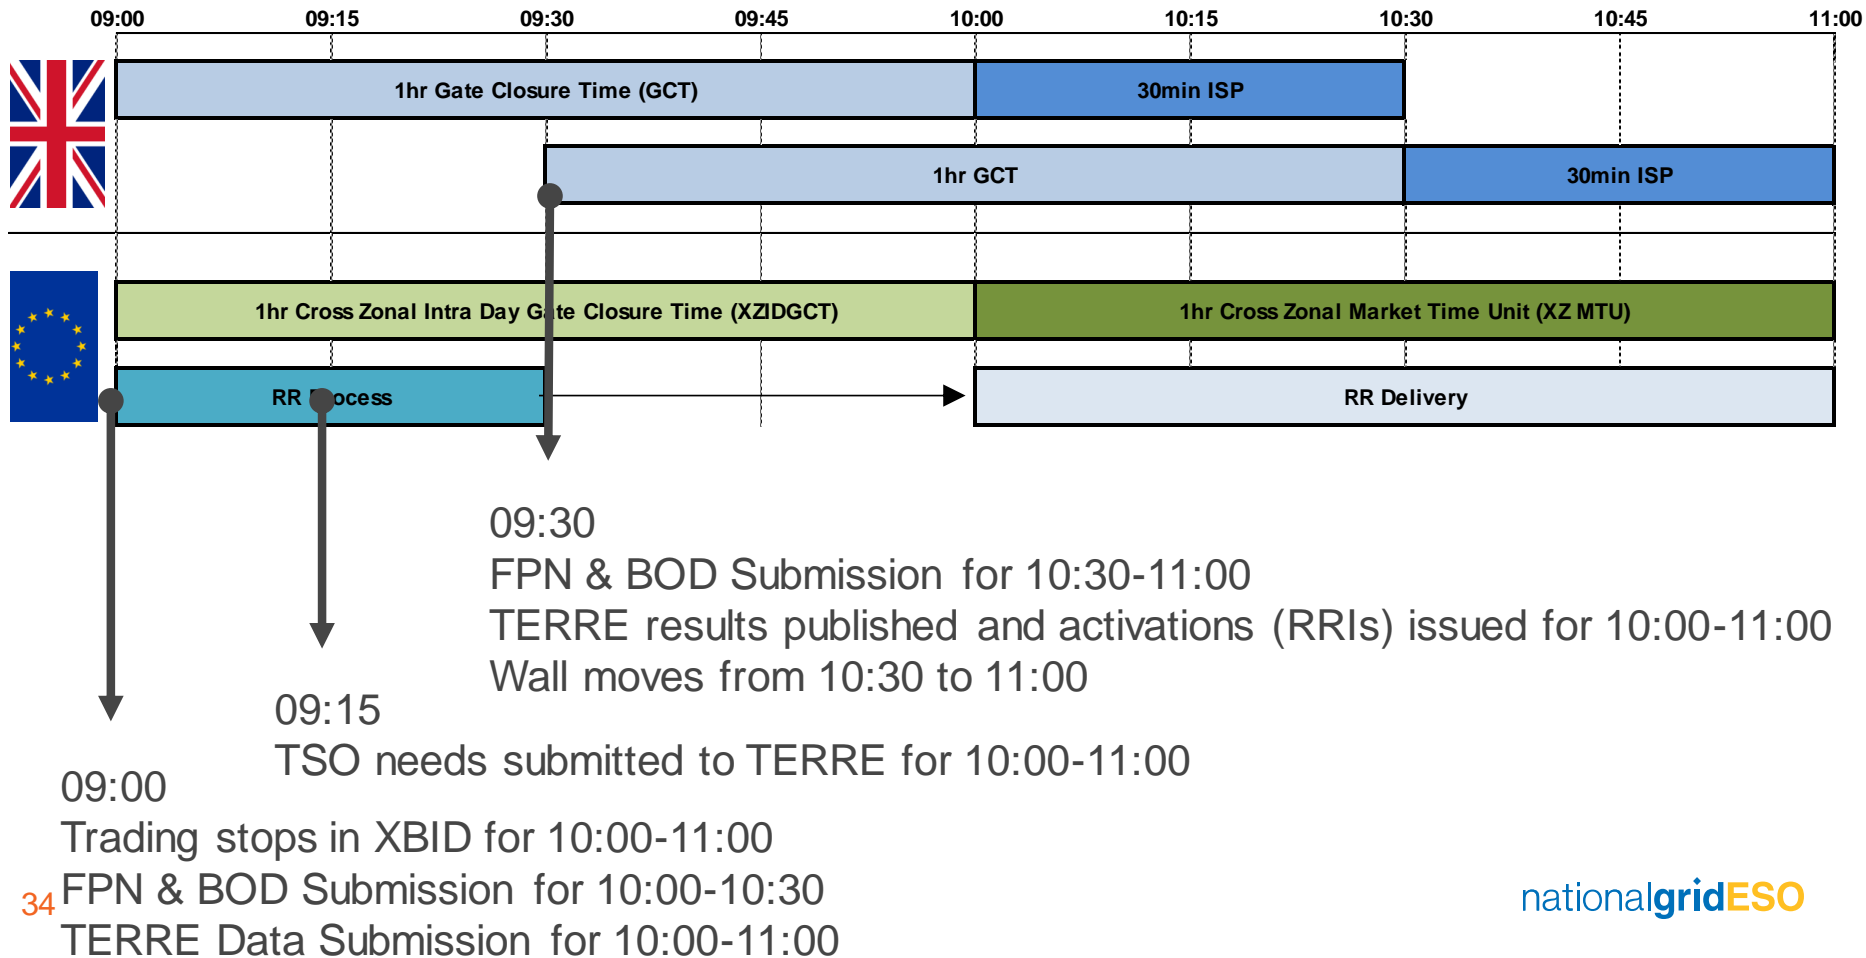 09:00 09:15 09:30 09:45 10:00 10:15 10:30 10:45 11:00
1hr Gate Closure Time (GCT) 30min ISP
1hr GCT 30min ISP
1hr Cross Zonal Intra Day Gate Closure Time (XZIDGCT) 1hr Cross Zonal Market Time Unit (XZ MTU)
RR Process RR Delivery
09:30
FPN & BOD Submission for 10:30-11:00
TERRE results published and activations (RRIs) issued for 10:00-11:00
Wall moves from 10:30 to 11:00
09:15
TSO needs submitted to TERRE for 10:00-11:00
09:00
Trading stops in XBID for 10:00-11:00
FPN & BOD Submission for 10:00-10:30
TERRE Data Submission for 10:00-11:00
34
nationalgridESO